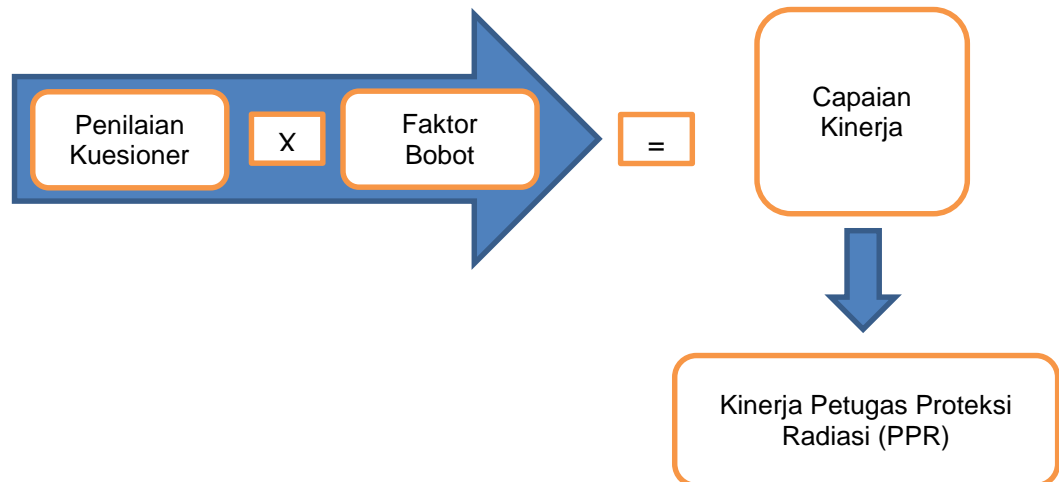 Penilaian
Kuesioner
X
Faktor
Bobot
=
Capaian
Kinerja
Kinerja Petugas Proteksi
Radiasi (PPR)